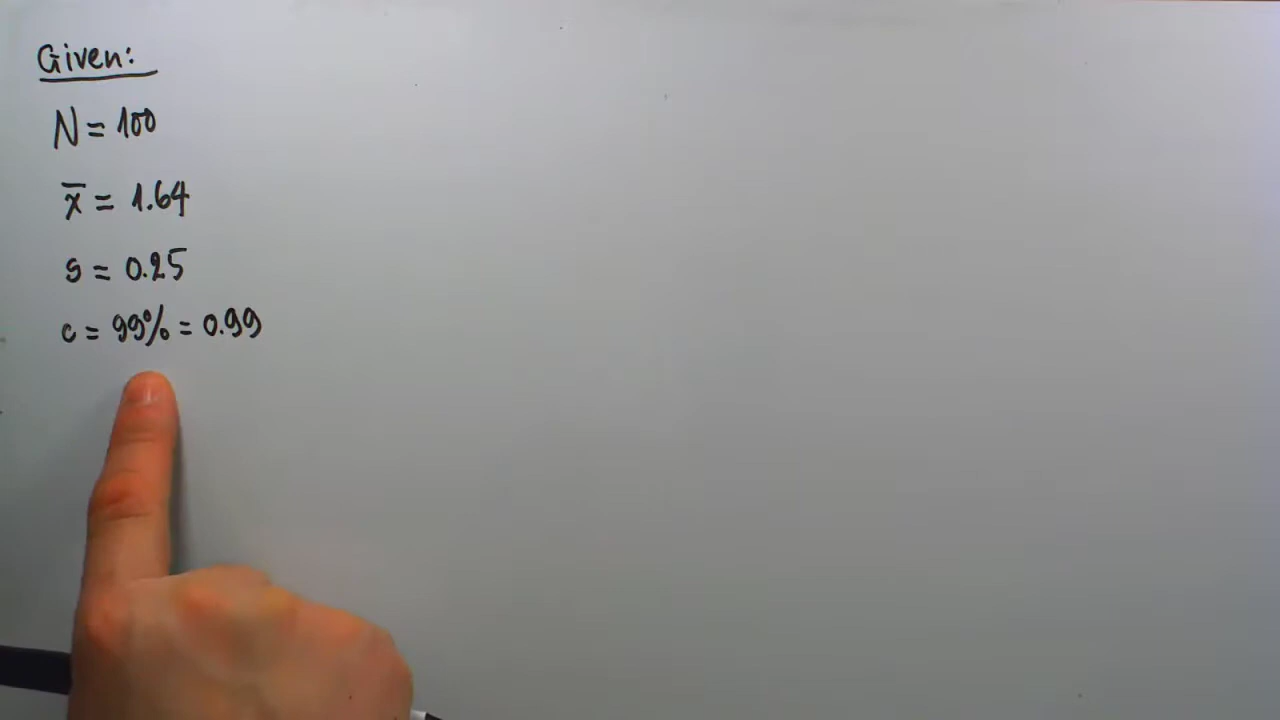 Given:
N = 100
x̅ = 1.64
s = 0.25
c = 99% = 0.99